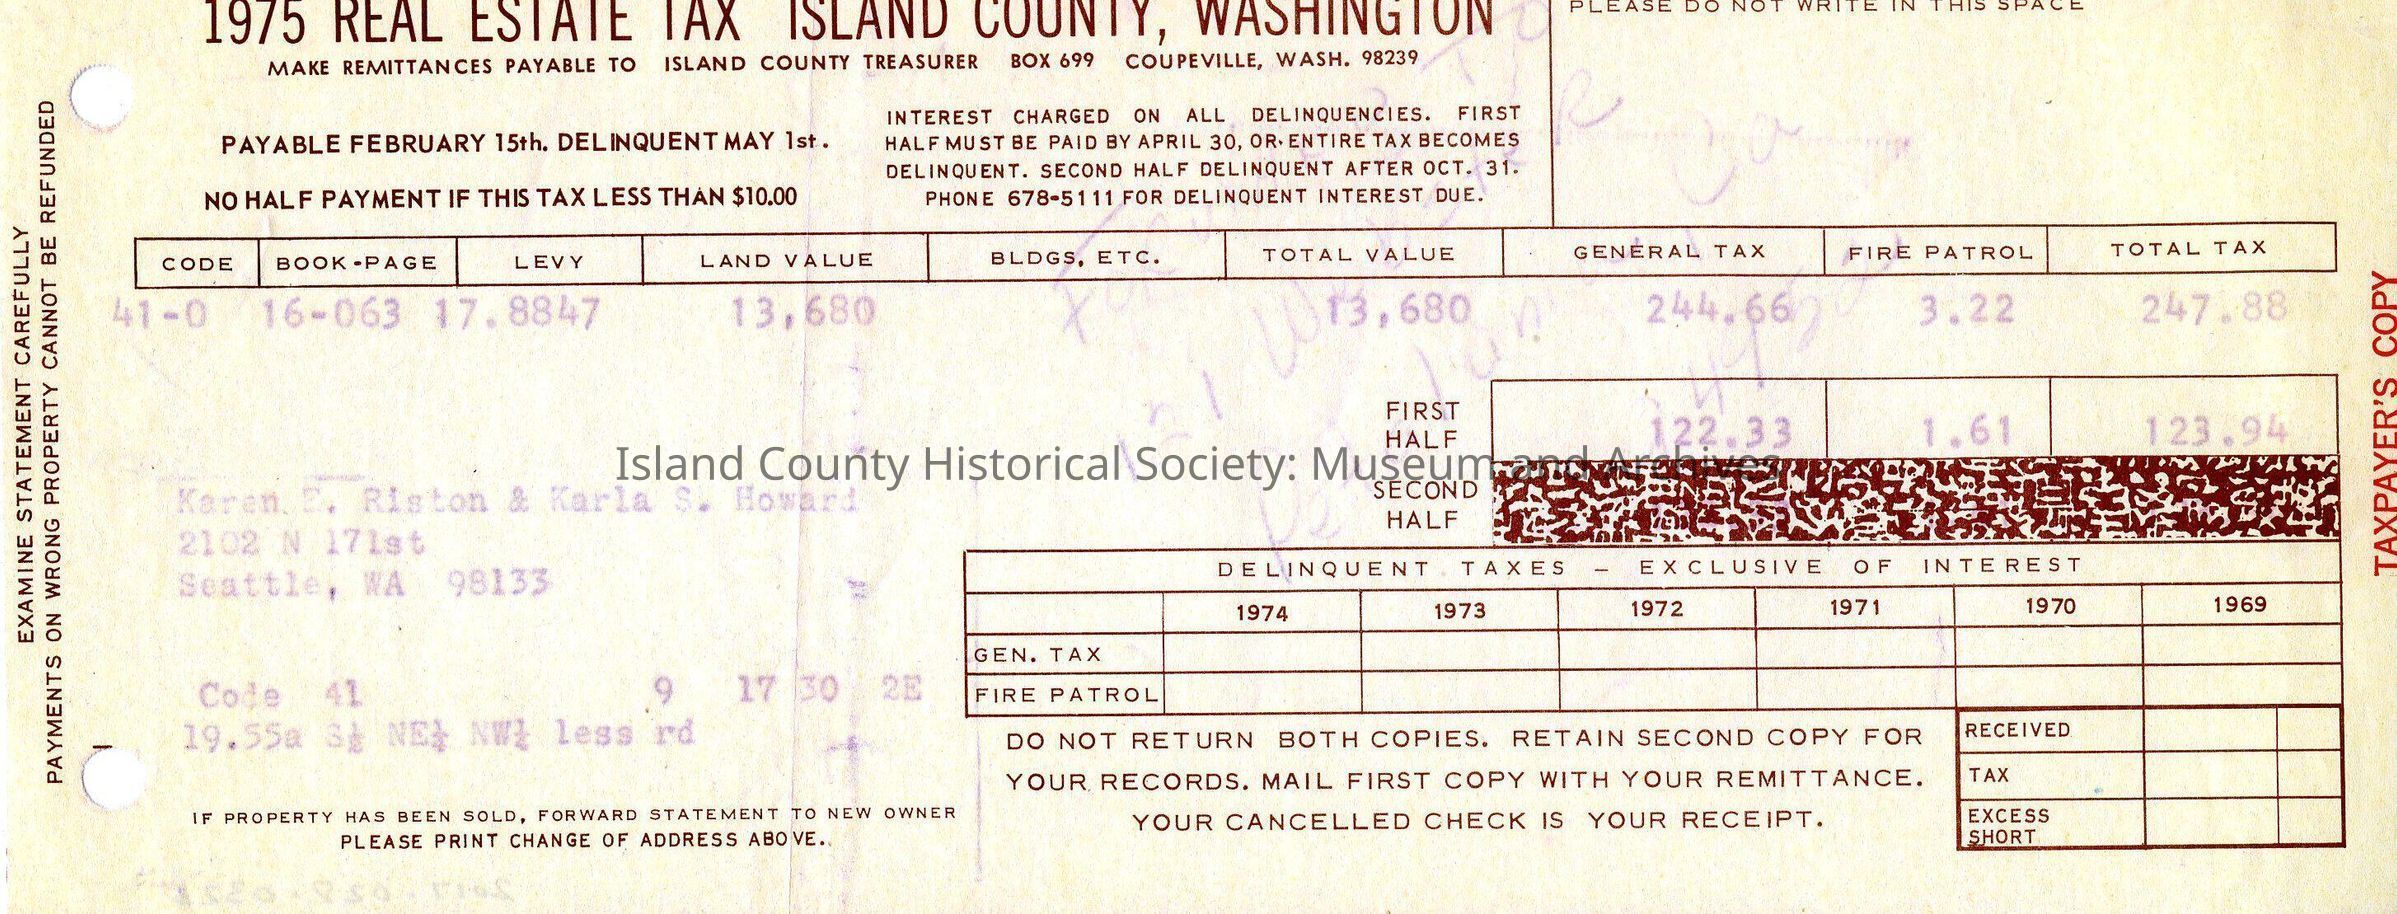 1975 REAL ESTATE TAX ISLAND COUNTY, WASHINGTON
PLEASE DO NOT WRITE IN THIS SPACE
MAKE REMITTANCES PAYABLE TO ISLAND COUNTY TREASURER BOX 699 COUPEVILLE, WASH. 98239
PAYABLE FEBRUARY 15th. DELINQUENT MAY 1st.
NO HALF PAYMENT IF THIS TAX LESS THAN $10.00
INTEREST CHARGED ON ALL DELINQUENCIES. FIRST
HALF MUST BE PAID BY APRIL 30, OR ENTIRE TAX BECOMES
DELINQUENT. SECOND HALF DELINQUENT AFTER OCT. 31.
PHONE 678-5111 FOR DELINQUENT INTEREST DUE.
EXAMINE STATEMENT CAREFULLY
PAYMENTS ON WRONG PROPERTY CANNOT BE REFUNDED
CODE BOOK-PAGE LEVY LAND VALUE BLDGS, ETC. TOTAL VALUE GENERAL TAX FIRE PATROL TOTAL TAX
41-0 16-063 17.8847 13,680 13,680 244.66 3.22 247.88
TAXPAYER'S COPY
FIRST
HALF 122.33 1.61 123.94
Island County Historical Society: Museum and Archives
SECOND
HALF
Karen E. Riston & Karla S. Howard
2102 N 171st
Seattle, WA 98133
DELINQUENT TAXES – EXCLUSIVE OF INTEREST
1974 1973 1972 1971 1970 1969
GEN. TAX
FIRE PATROL
Code 41 9 17 30 2E
19.55a S½ NE¼ NW¼ less rd
DO NOT RETURN BOTH COPIES. RETAIN SECOND COPY FOR
YOUR RECORDS. MAIL FIRST COPY WITH YOUR REMITTANCE.
YOUR CANCELLED CHECK IS YOUR RECEIPT.
RECEIVED
TAX
EXCESS
SHORT
IF PROPERTY HAS BEEN SOLD, FORWARD STATEMENT TO NEW OWNER
PLEASE PRINT CHANGE OF ADDRESS ABOVE.